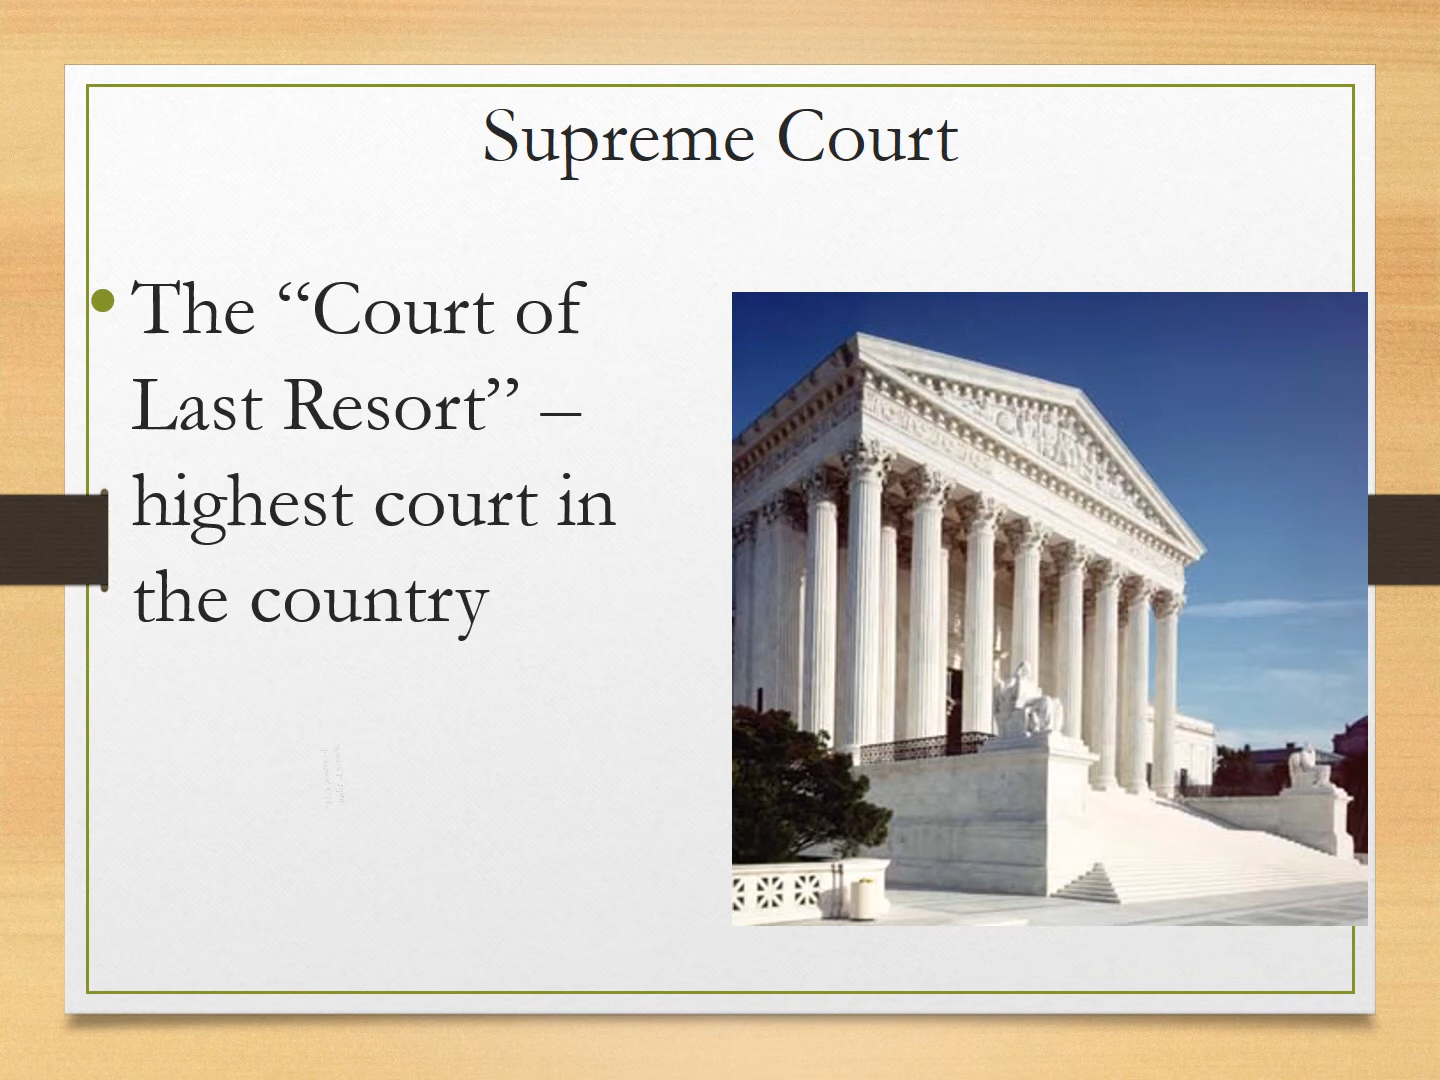 Supreme Court
The “Court of
Last Resort” –
highest court in
the country